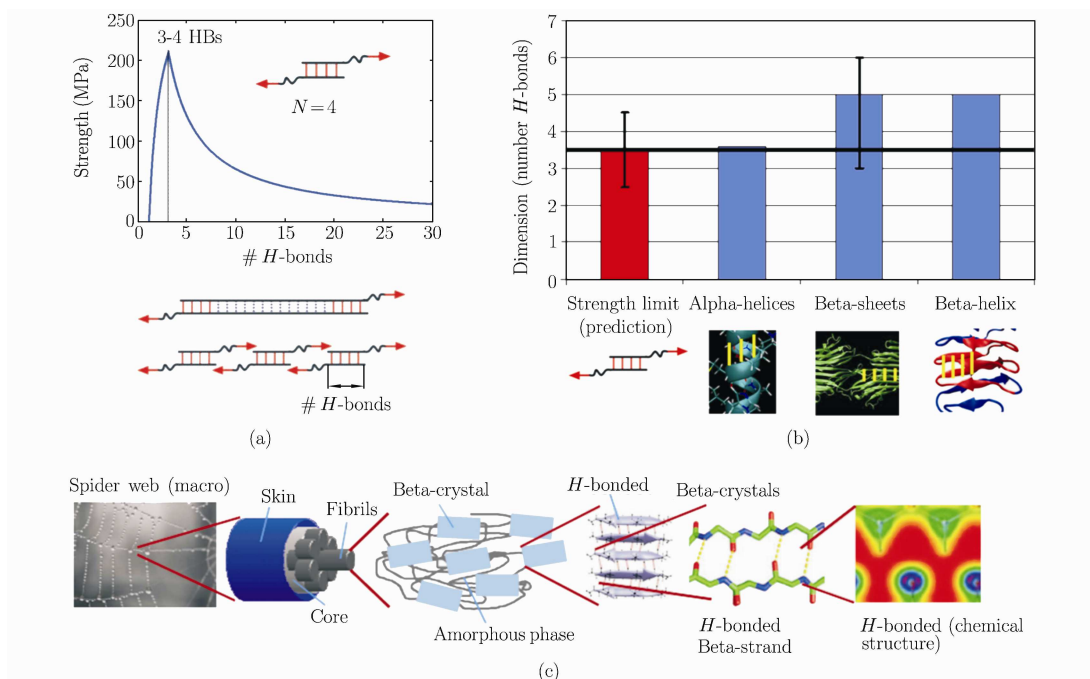 250
200
150
100
50
0
Strength (MPa)
3-4 HBs
N=4
0 5 10 15 20 25 30
# H-bonds
# H-bonds
(a)
7
6
5
4
3
2
1
0
Dimension (number H-bonds)
Strength limit
(prediction)
Alpha-helices
Beta-sheets
Beta-helix
(b)
Spider web (macro)
Skin
Fibrils
Core
Beta-crystal
Amorphous phase
H-bonded
Beta-crystals
H-bonded
Beta-strand
H-bonded (chemical
structure)
(c)